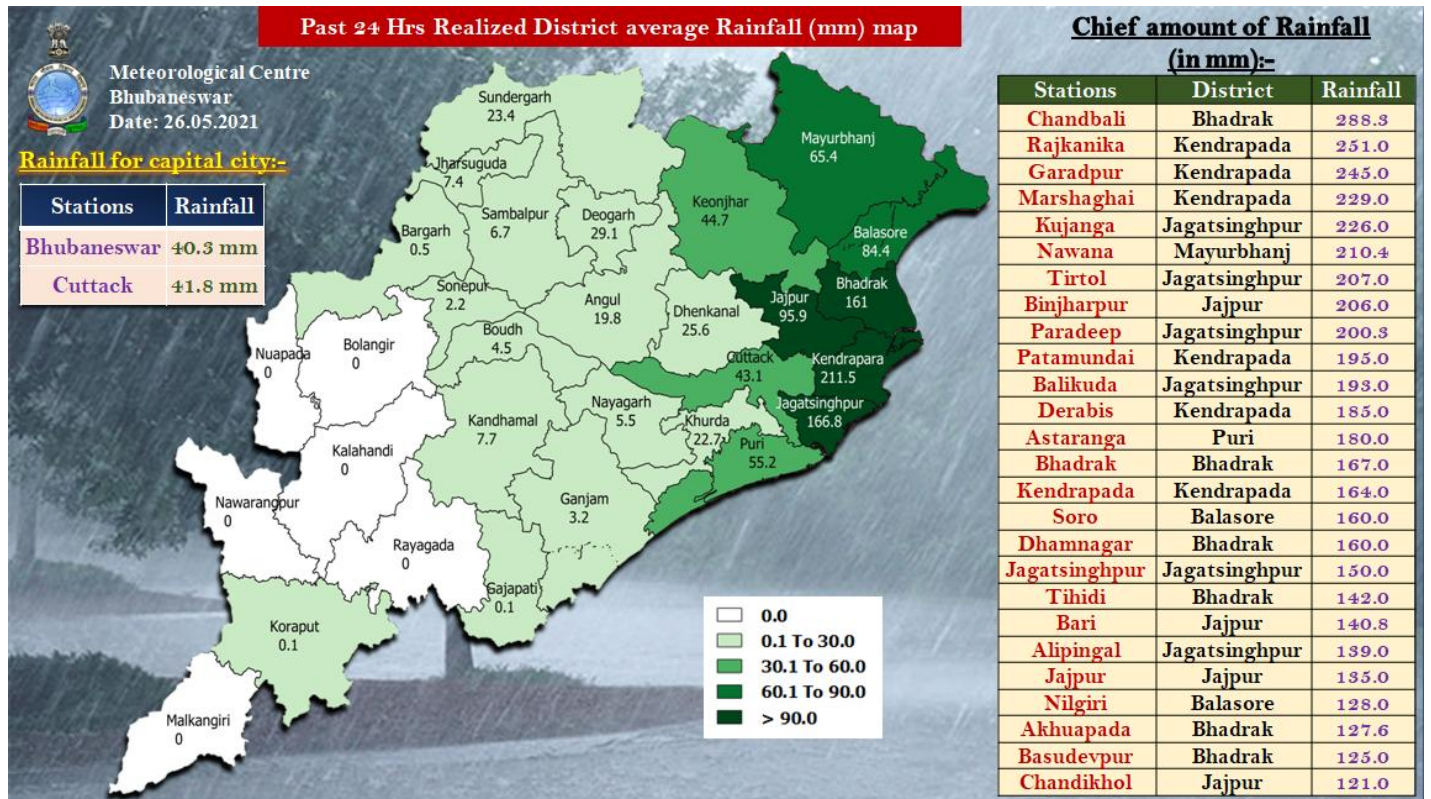 Past 24 Hrs Realized District average Rainfall (mm) map
Meteorological Centre
Bhubaneswar
Date: 26.05.2021
Rainfall for capital city:-
Stations Rainfall
Bhubaneswar 40.3 mm
Cuttack 41.8 mm
Sundergarh
23.4
Jharsuguda
7.4
Sambalpur
6.7
Deogarh
29.1
Bargarh
0.5
Keonjhar
44.7
Mayurbhanj
65.4
Balasore
84.4
Bhadrak
161
Jajpur
95.9
Sonepur
2.2
Angul
19.8
Dhenkanal
25.6
Boudh
4.5
Nuapada
0
Bolangir
0
Cuttack
43.1
Kendrapara
211.5
Jagatsinghpur
166.8
Kandhamal
7.7
Nayagarh
5.5
Khurda
22.7
Puri
55.2
Kalahandi
0
Nawarangpur
0
Ganjam
3.2
Rayagada
0
Gajapati
0.1
Koraput
0.1
Malkangiri
0
0.0
0.1 To 30.0
30.1 To 60.0
60.1 To 90.0
> 90.0
Chief amount of Rainfall
(in mm):-
Stations District Rainfall
Chandbali Bhadrak 288.3
Rajkanika Kendrapada 251.0
Garadpur Kendrapada 245.0
Marshaghai Kendrapada 229.0
Kujanga Jagatsinghpur 226.0
Nawana Mayurbhanj 210.4
Tirtol Jagatsinghpur 207.0
Binjharpur Jajpur 206.0
Paradeep Jagatsinghpur 200.3
Patamundai Kendrapada 195.0
Balikuda Jagatsinghpur 193.0
Derabis Kendrapada 185.0
Astaranga Puri 180.0
Bhadrak Bhadrak 167.0
Kendrapada Kendrapada 164.0
Soro Balasore 160.0
Dhamnagar Bhadrak 160.0
Jagatsinghpur Jagatsinghpur 150.0
Tihidi Bhadrak 142.0
Bari Jajpur 140.8
Alipingal Jagatsinghpur 139.0
Jajpur Jajpur 135.0
Nilgiri Balasore 128.0
Akhuapada Bhadrak 127.6
Basudevpur Bhadrak 125.0
Chandikhol Jajpur 121.0